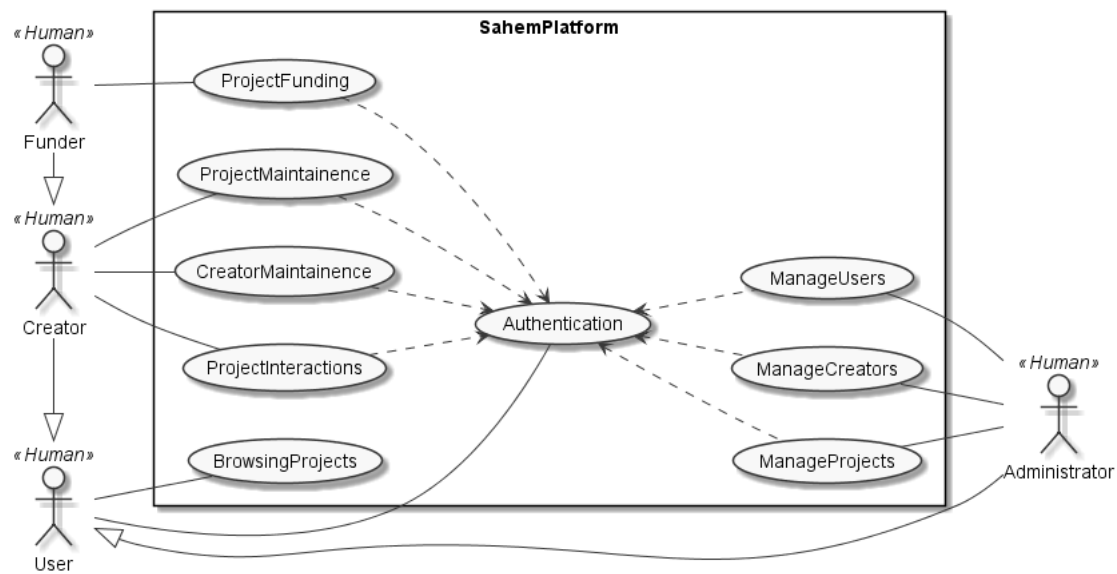 SahemPlatform
«Human»
Funder
ProjectFunding
ProjectMaintainence
«Human»
Creator
CreatorMaintainence
ManageUsers
Authentication
ProjectInteractions
ManageCreators
«Human»
Administrator
«Human»
User
BrowsingProjects
ManageProjects